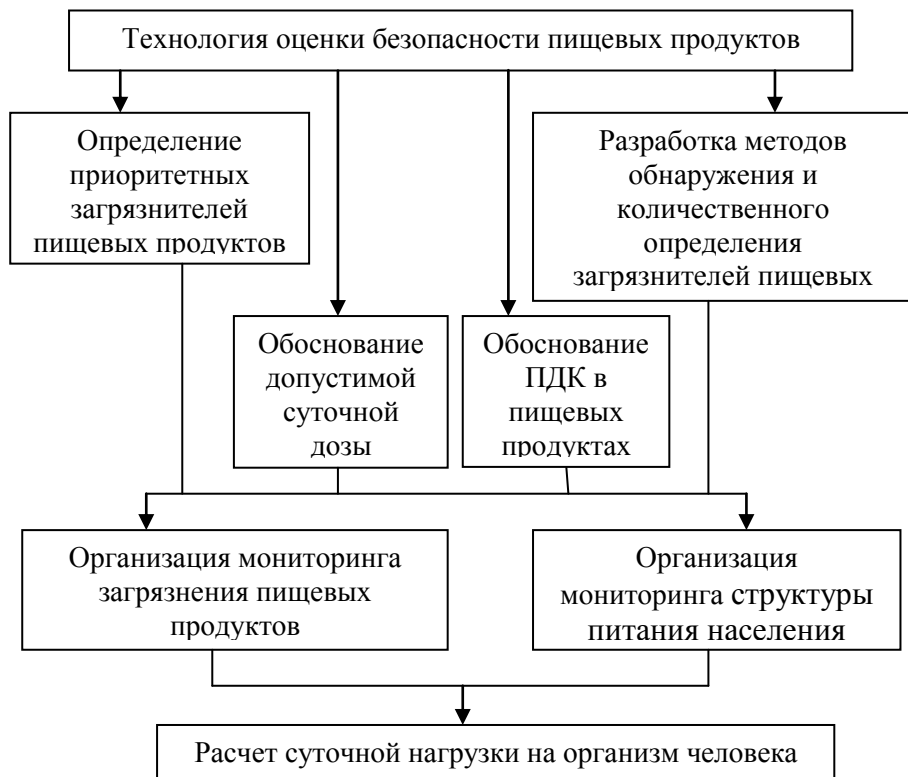 Технология оценки безопасности пищевых продуктов
Определение
приоритетных
загрязнителей
пищевых продуктов
Разработка методов
обнаружения и
количественного
определения
загрязнителей пищевых
Обоснование
допустимой
суточной
дозы
Обоснование
ПДК в
пищевых
продуктах
Организация мониторинга
загрязнения пищевых
продуктов
Организация
мониторинга структуры
питания населения
Расчет суточной нагрузки на организм человека